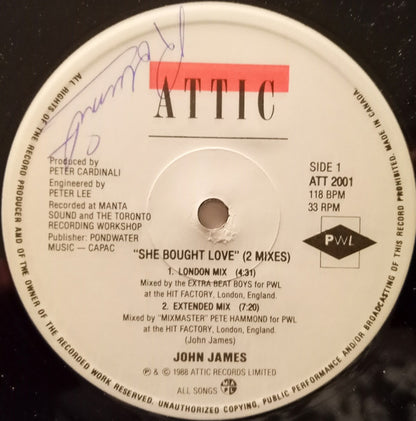 ATTIC
Produced by
PETER CARDINALI
Engineered by
PETER LEE
Recorded at MANTA
SOUND and THE TORONTO
RECORDING WORKSHOP
Publisher: PONDWATER
MUSIC — CAPAC
SIDE 1
ATT 2001
118 BPM
33 RPM
PWL
"SHE BOUGHT LOVE" (2 MIXES)
1. LONDON MIX (4:31)
Mixed by the EXTRA BEAT BOYS for PWL
at the HIT FACTORY, London, England.
2. EXTENDED MIX (7:20)
Mixed by "MIXMASTER" PETE HAMMOND for PWL
at the HIT FACTORY, London, England.
(John James)
JOHN JAMES
℗ & © 1988 ATTIC RECORDS LIMITED
ALL SONGS
ALL RIGHTS OF THE RECORD PRODUCER AND OF THE OWNER OF THE RECORDED WORK RESERVED. UNAUTHORIZED COPYING, PUBLIC PERFORMANCE AND/OR BROADCASTING OF THIS RECORD PROHIBITED. MADE IN CANADA.